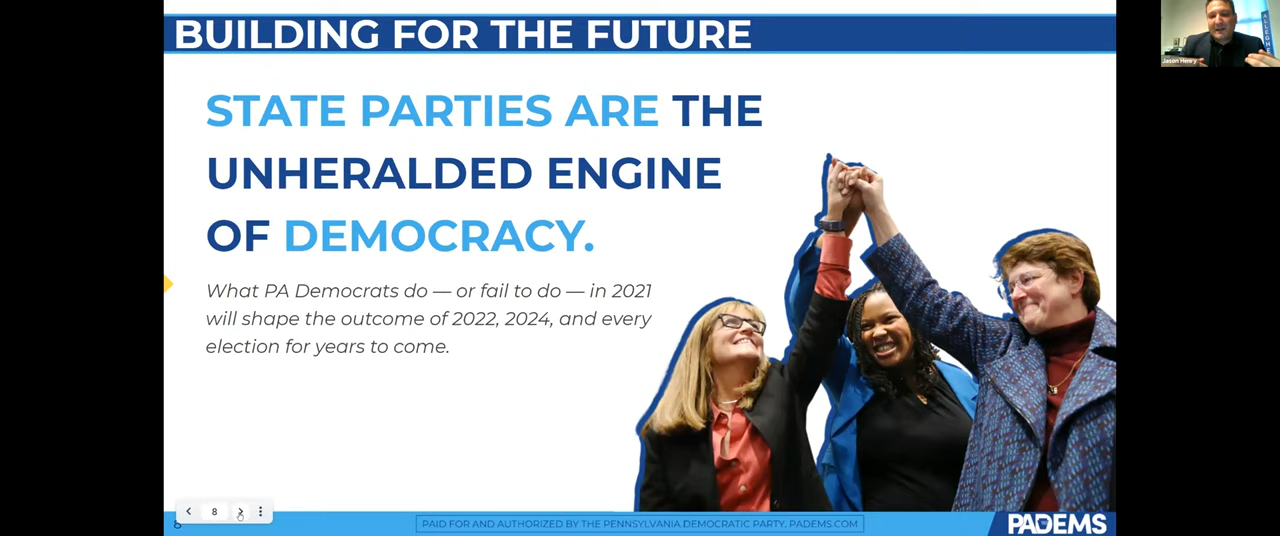 BUILDING FOR THE FUTURE
STATE PARTIES ARE THE
UNHERALDED ENGINE
OF DEMOCRACY.
What PA Democrats do — or fail to do — in 2021
will shape the outcome of 2022, 2024, and every
election for years to come.
8
8
PAID FOR AND AUTHORIZED BY THE PENNSYLVANIA DEMOCRATIC PARTY. PADEMS.COM
PADEMS
Jason Henry
ALLEGHE